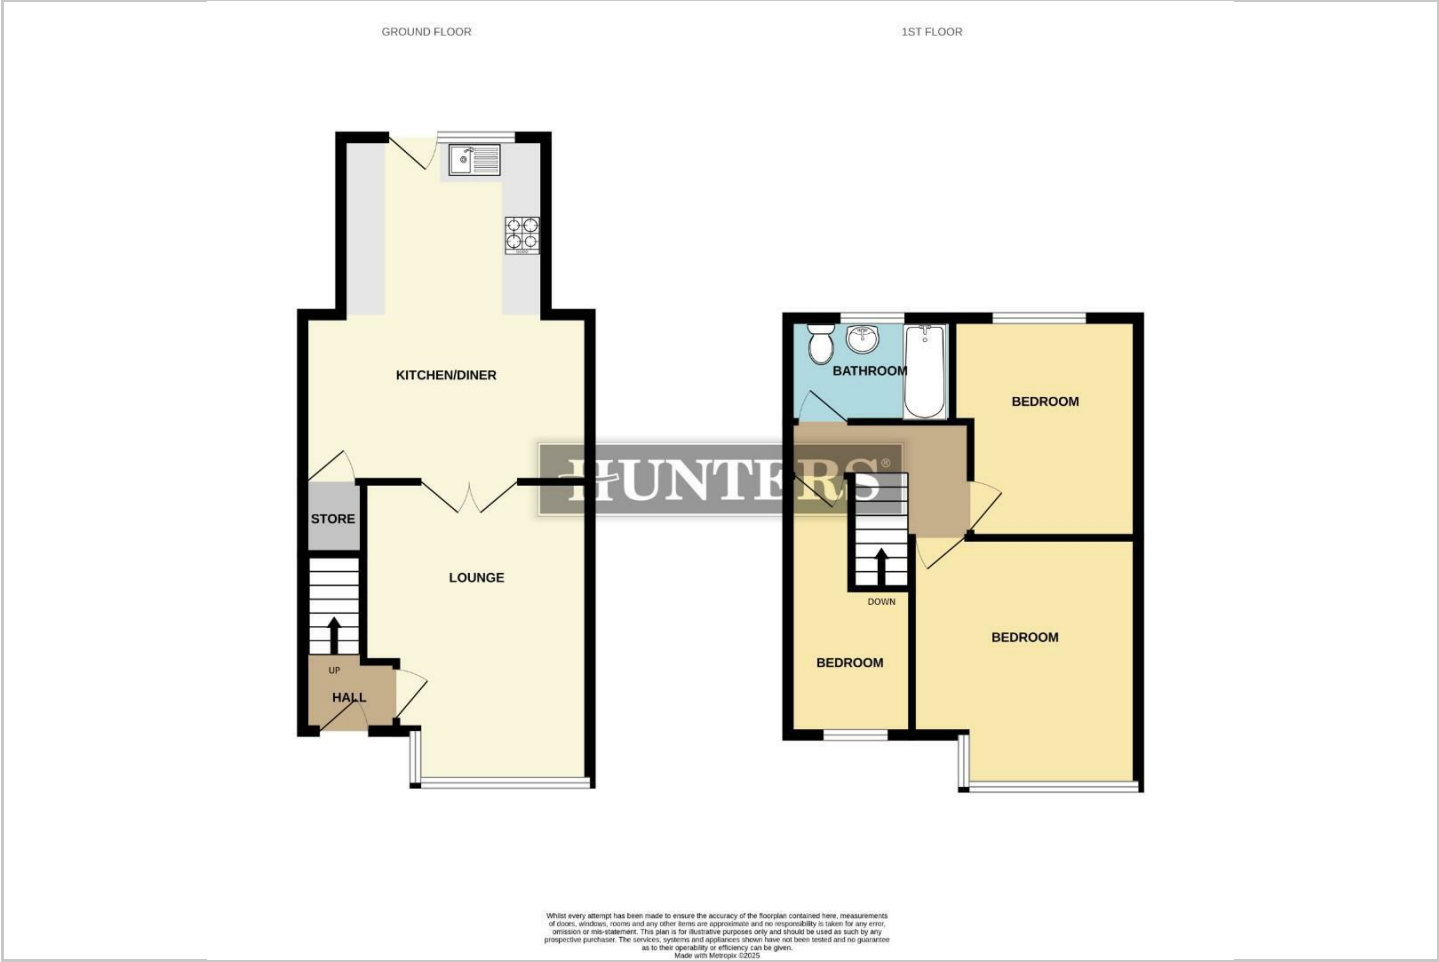 GROUND FLOOR
1ST FLOOR
KITCHEN/DINER
STORE
LOUNGE
UP
HALL
BATHROOM
BEDROOM
HUNTERS®
DOWN
BEDROOM
BEDROOM
Whilst every attempt has been made to ensure the accuracy of the floorplan contained here, measurements
of doors, windows, rooms and any other items are approximate and no responsibility is taken for any error,
omission or mis-statement. This plan is for illustrative purposes only and should be used as such by any
prospective purchaser. The services, systems and appliances shown have not been tested and no guarantee
as to their operability or efficiency can be given.
Made with Metropix ©2025